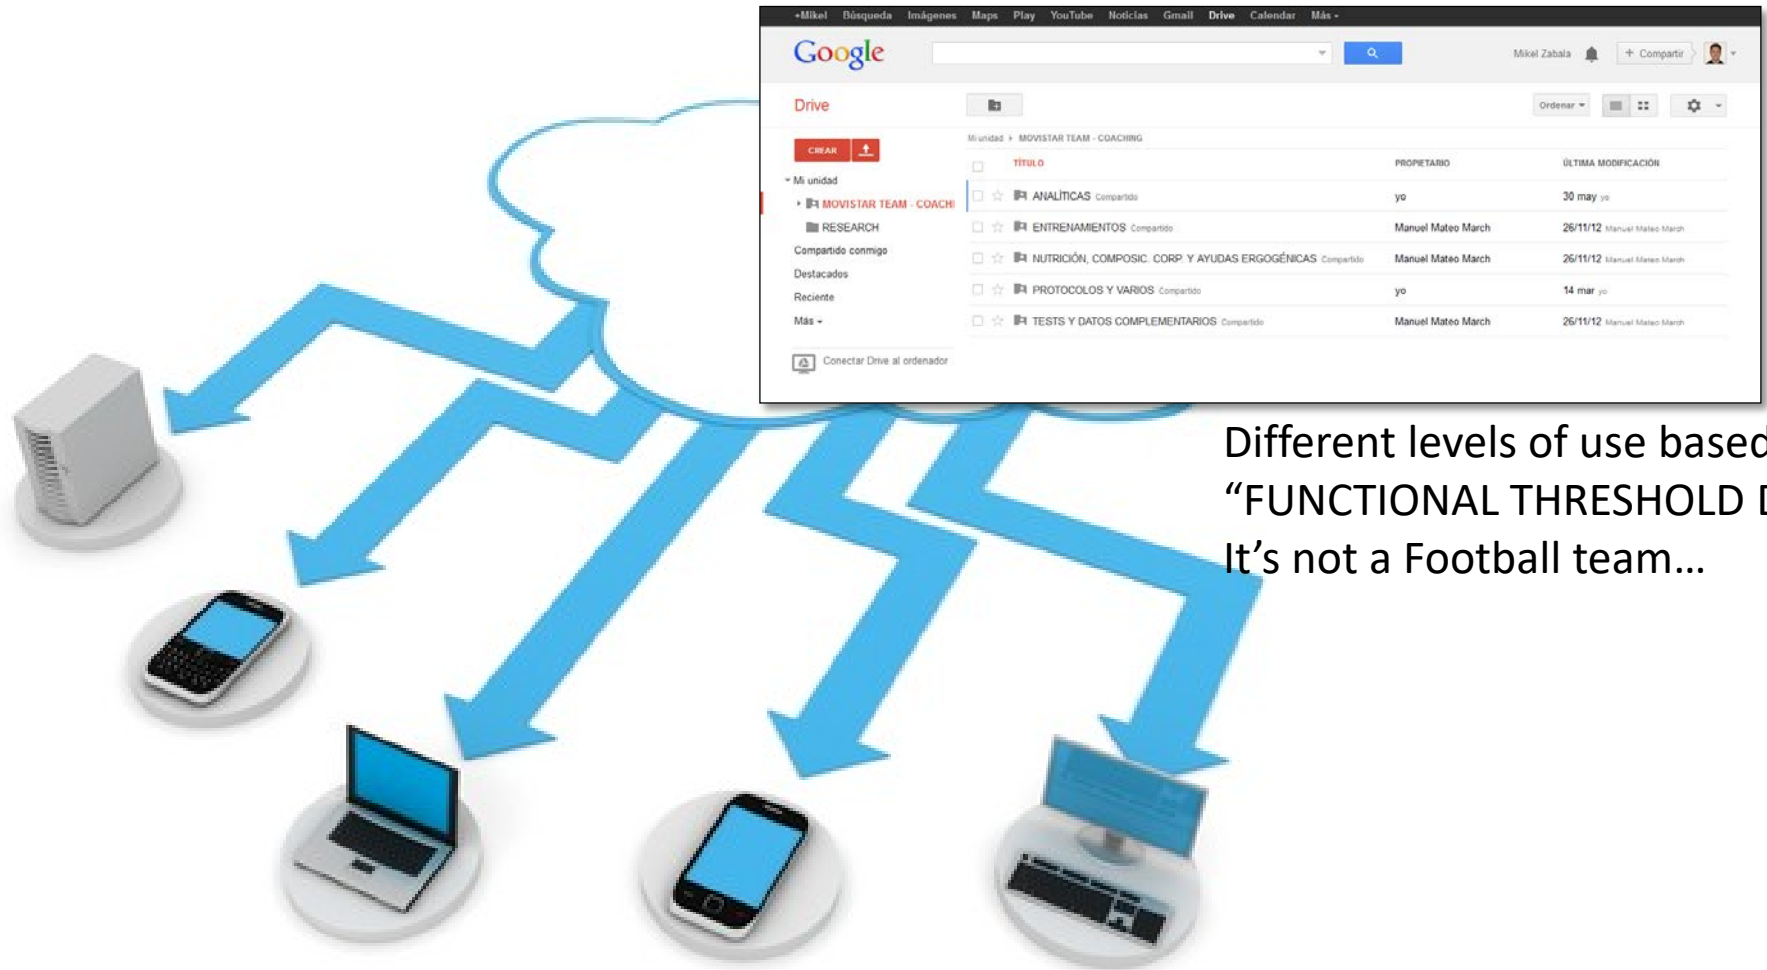 +Mikel Búsqueda Imágenes Maps Play YouTube Noticias Gmail Drive Calendar Más
Google
Mikel Zabala + Compartir
Drive
Ordenar
CREAR
Mi unidad
MOVISTAR TEAM - COACHI
RESEARCH
Compartido conmigo
Destacados
Reciente
Más
Conectar Drive al ordenador
Mi unidad MOVISTAR TEAM - COACHING
TÍTULO PROPIETARIO ÚLTIMA MODIFICACIÓN
ANALÍTICAS Compartido yo 30 may yo
ENTRENAMIENTOS Compartido Manuel Mateo March 26/11/12 Manuel Mateo March
NUTRICIÓN, COMPOSIC. CORP. Y AYUDAS ERGOGÉNICAS Compartido Manuel Mateo March 26/11/12 Manuel Mateo March
PROTOCOLOS Y VARIOS Compartido yo 14 mar yo
TESTS Y DATOS COMPLEMENTARIOS Compartido Manuel Mateo March 26/11/12 Manuel Mateo March
Different levels of use based
“FUNCTIONAL THRESHOLD
It’s not a Football team…